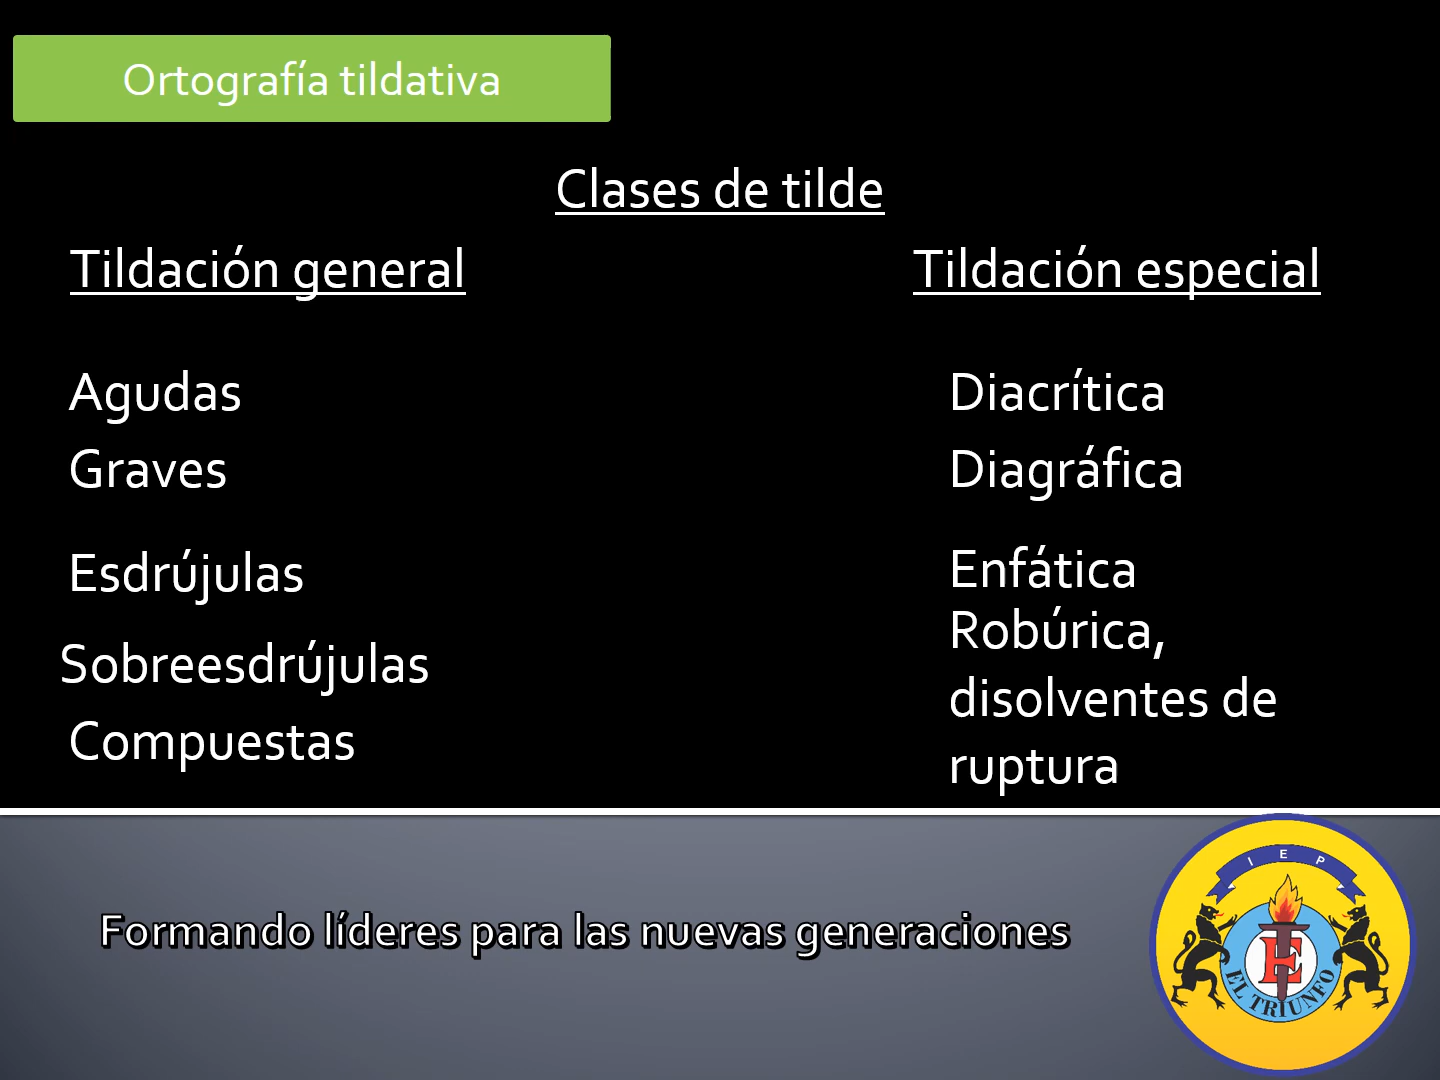 Ortografía tildativa
Clases de tilde
Tildación general
Tildación especial
Agudas
Graves
Esdrújulas
Sobreesdrújulas
Compuestas
Diacrítica
Diagráfica
Enfática
Robúrica,
disolventes de
ruptura
Formando líderes para las nuevas generaciones
I E P
E
EL TRIUNFO